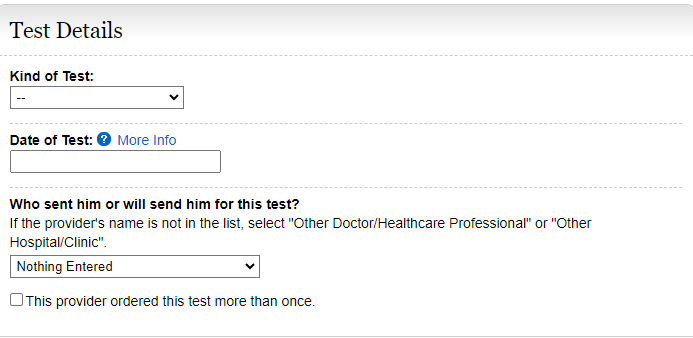 Test Details
Kind of Test:
--
Date of Test: ? More Info
Who sent him or will send him for this test?
If the provider's name is not in the list, select "Other Doctor/Healthcare Professional" or "Other
Hospital/Clinic".
Nothing Entered
This provider ordered this test more than once.